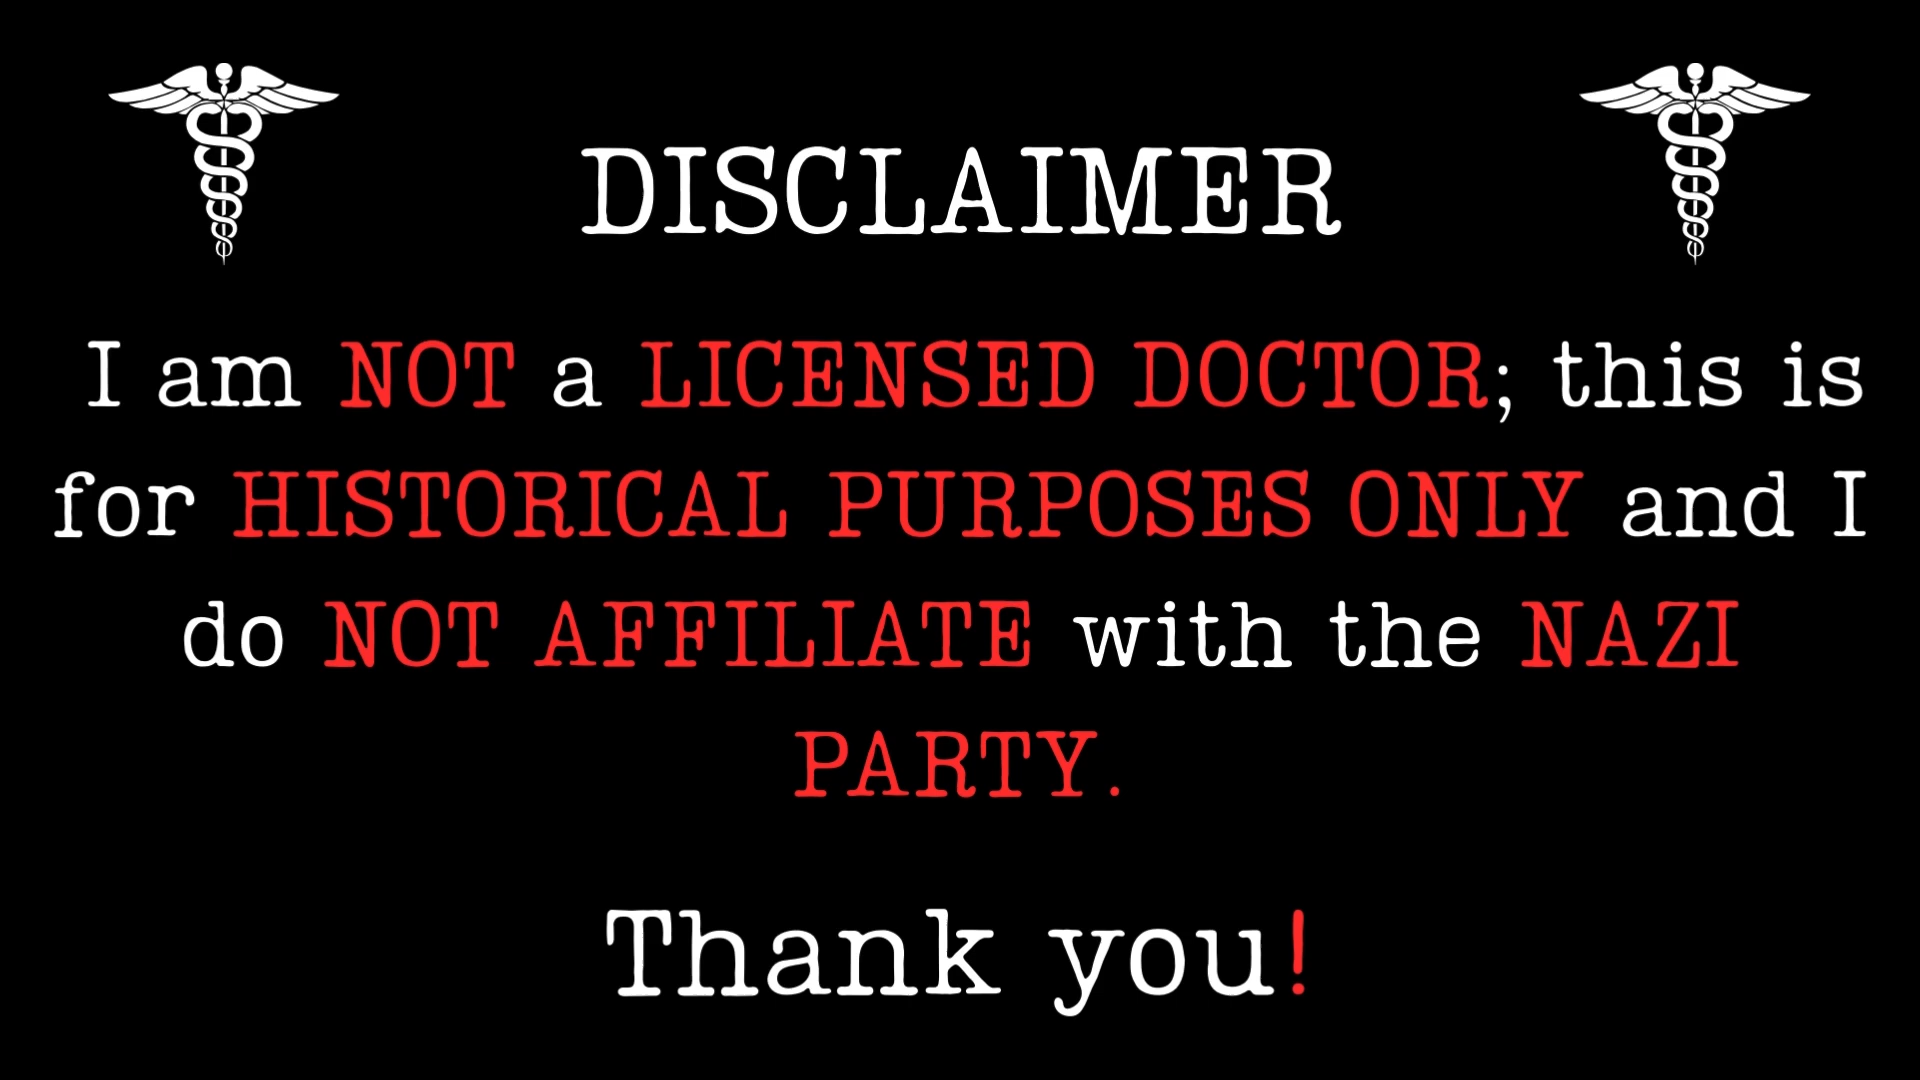 DISCLAIMER
I am NOT a LICENSED DOCTOR; this is
for HISTORICAL PURPOSES ONLY and I
do NOT AFFILIATE with the NAZI
PARTY.
Thank you!